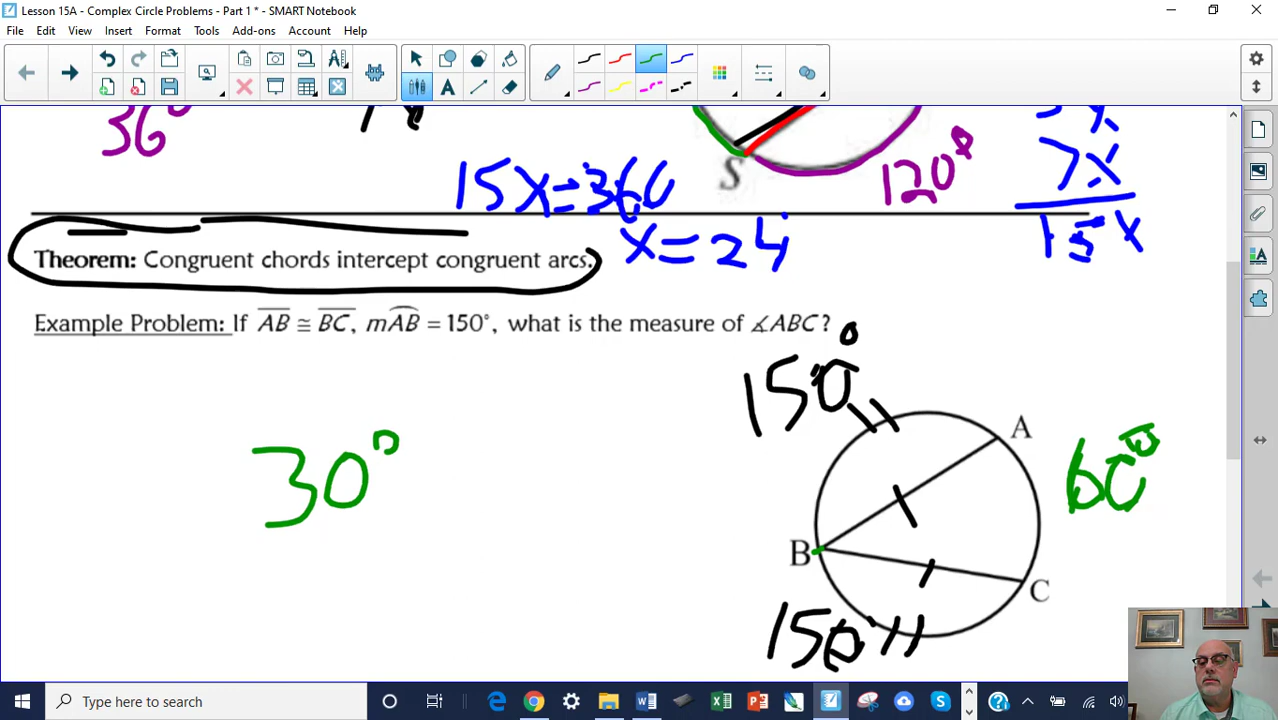 Lesson 15A - Complex Circle Problems - Part 1 * - SMART Notebook
File Edit View Insert Format Tools Add-ons Account Help
36°
7x
S
120°
7x
15x
15x=360
x=24
Theorem: Congruent chords intercept congruent arcs.
Example Problem: If AB ≅ BC, mAB = 150°, what is the measure of ∡ABC?
150°
A
30°
60°
B
C
150°
Type here to search